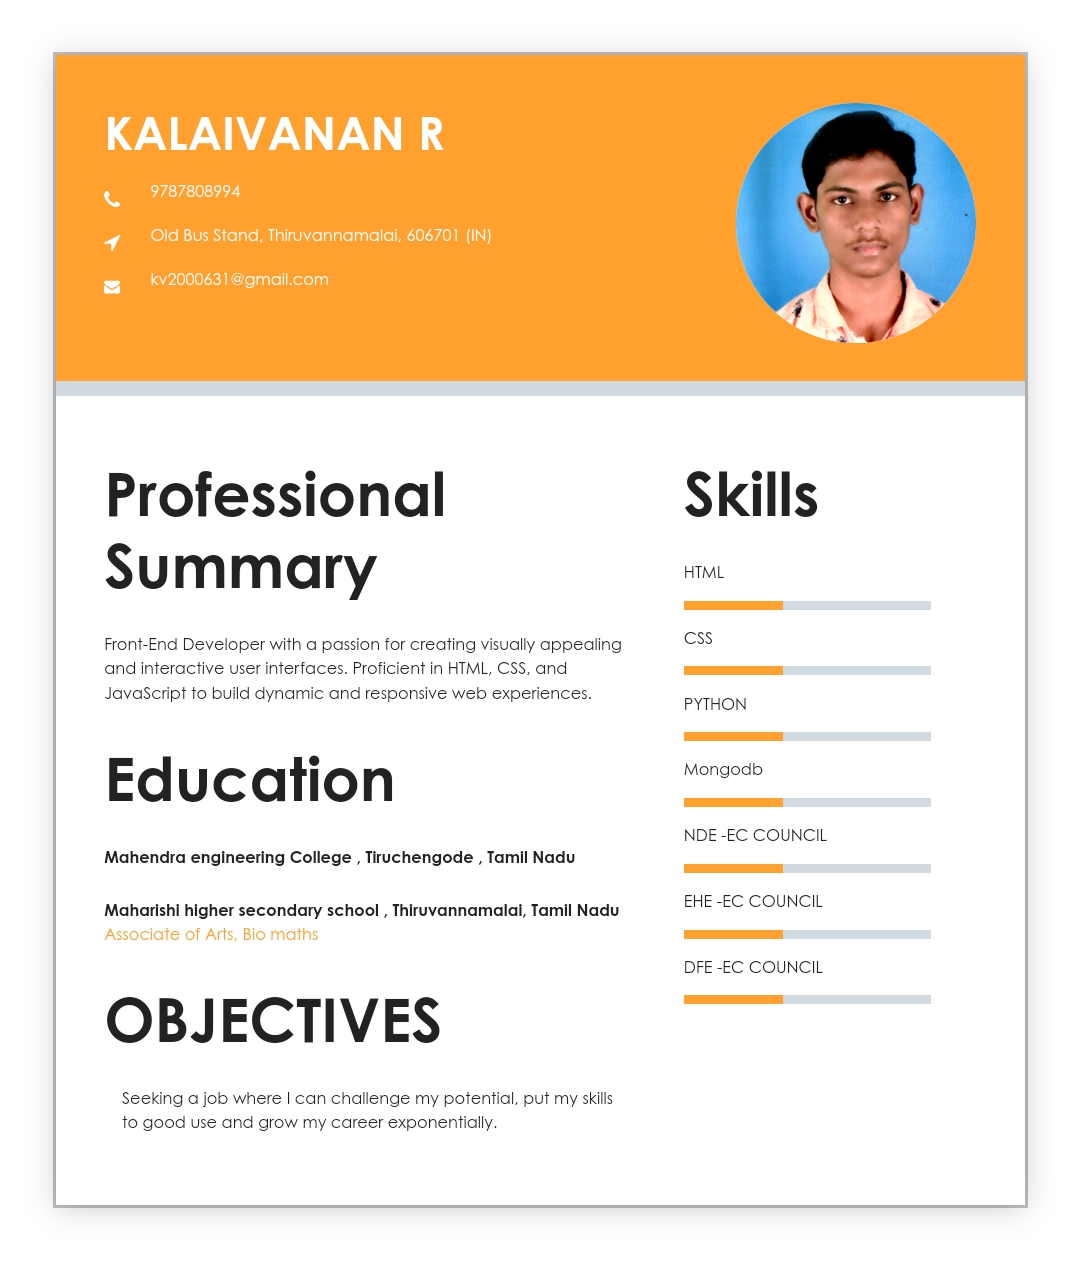 KALAIVANAN R
9787808994
Old Bus Stand, Thiruvannamalai, 606701 (IN)
kv2000631@gmail.com
Professional
Summary
Front-End Developer with a passion for creating visually appealing
and interactive user interfaces. Proficient in HTML, CSS, and
JavaScript to build dynamic and responsive web experiences.
Education
Mahendra engineering College , Tiruchengode , Tamil Nadu
Maharishi higher secondary school , Thiruvannamalai, Tamil Nadu
Associate of Arts, Bio maths
OBJECTIVES
Seeking a job where I can challenge my potential, put my skills
to good use and grow my career exponentially.
Skills
HTML
CSS
PYTHON
Mongodb
NDE -EC COUNCIL
EHE -EC COUNCIL
DFE -EC COUNCIL